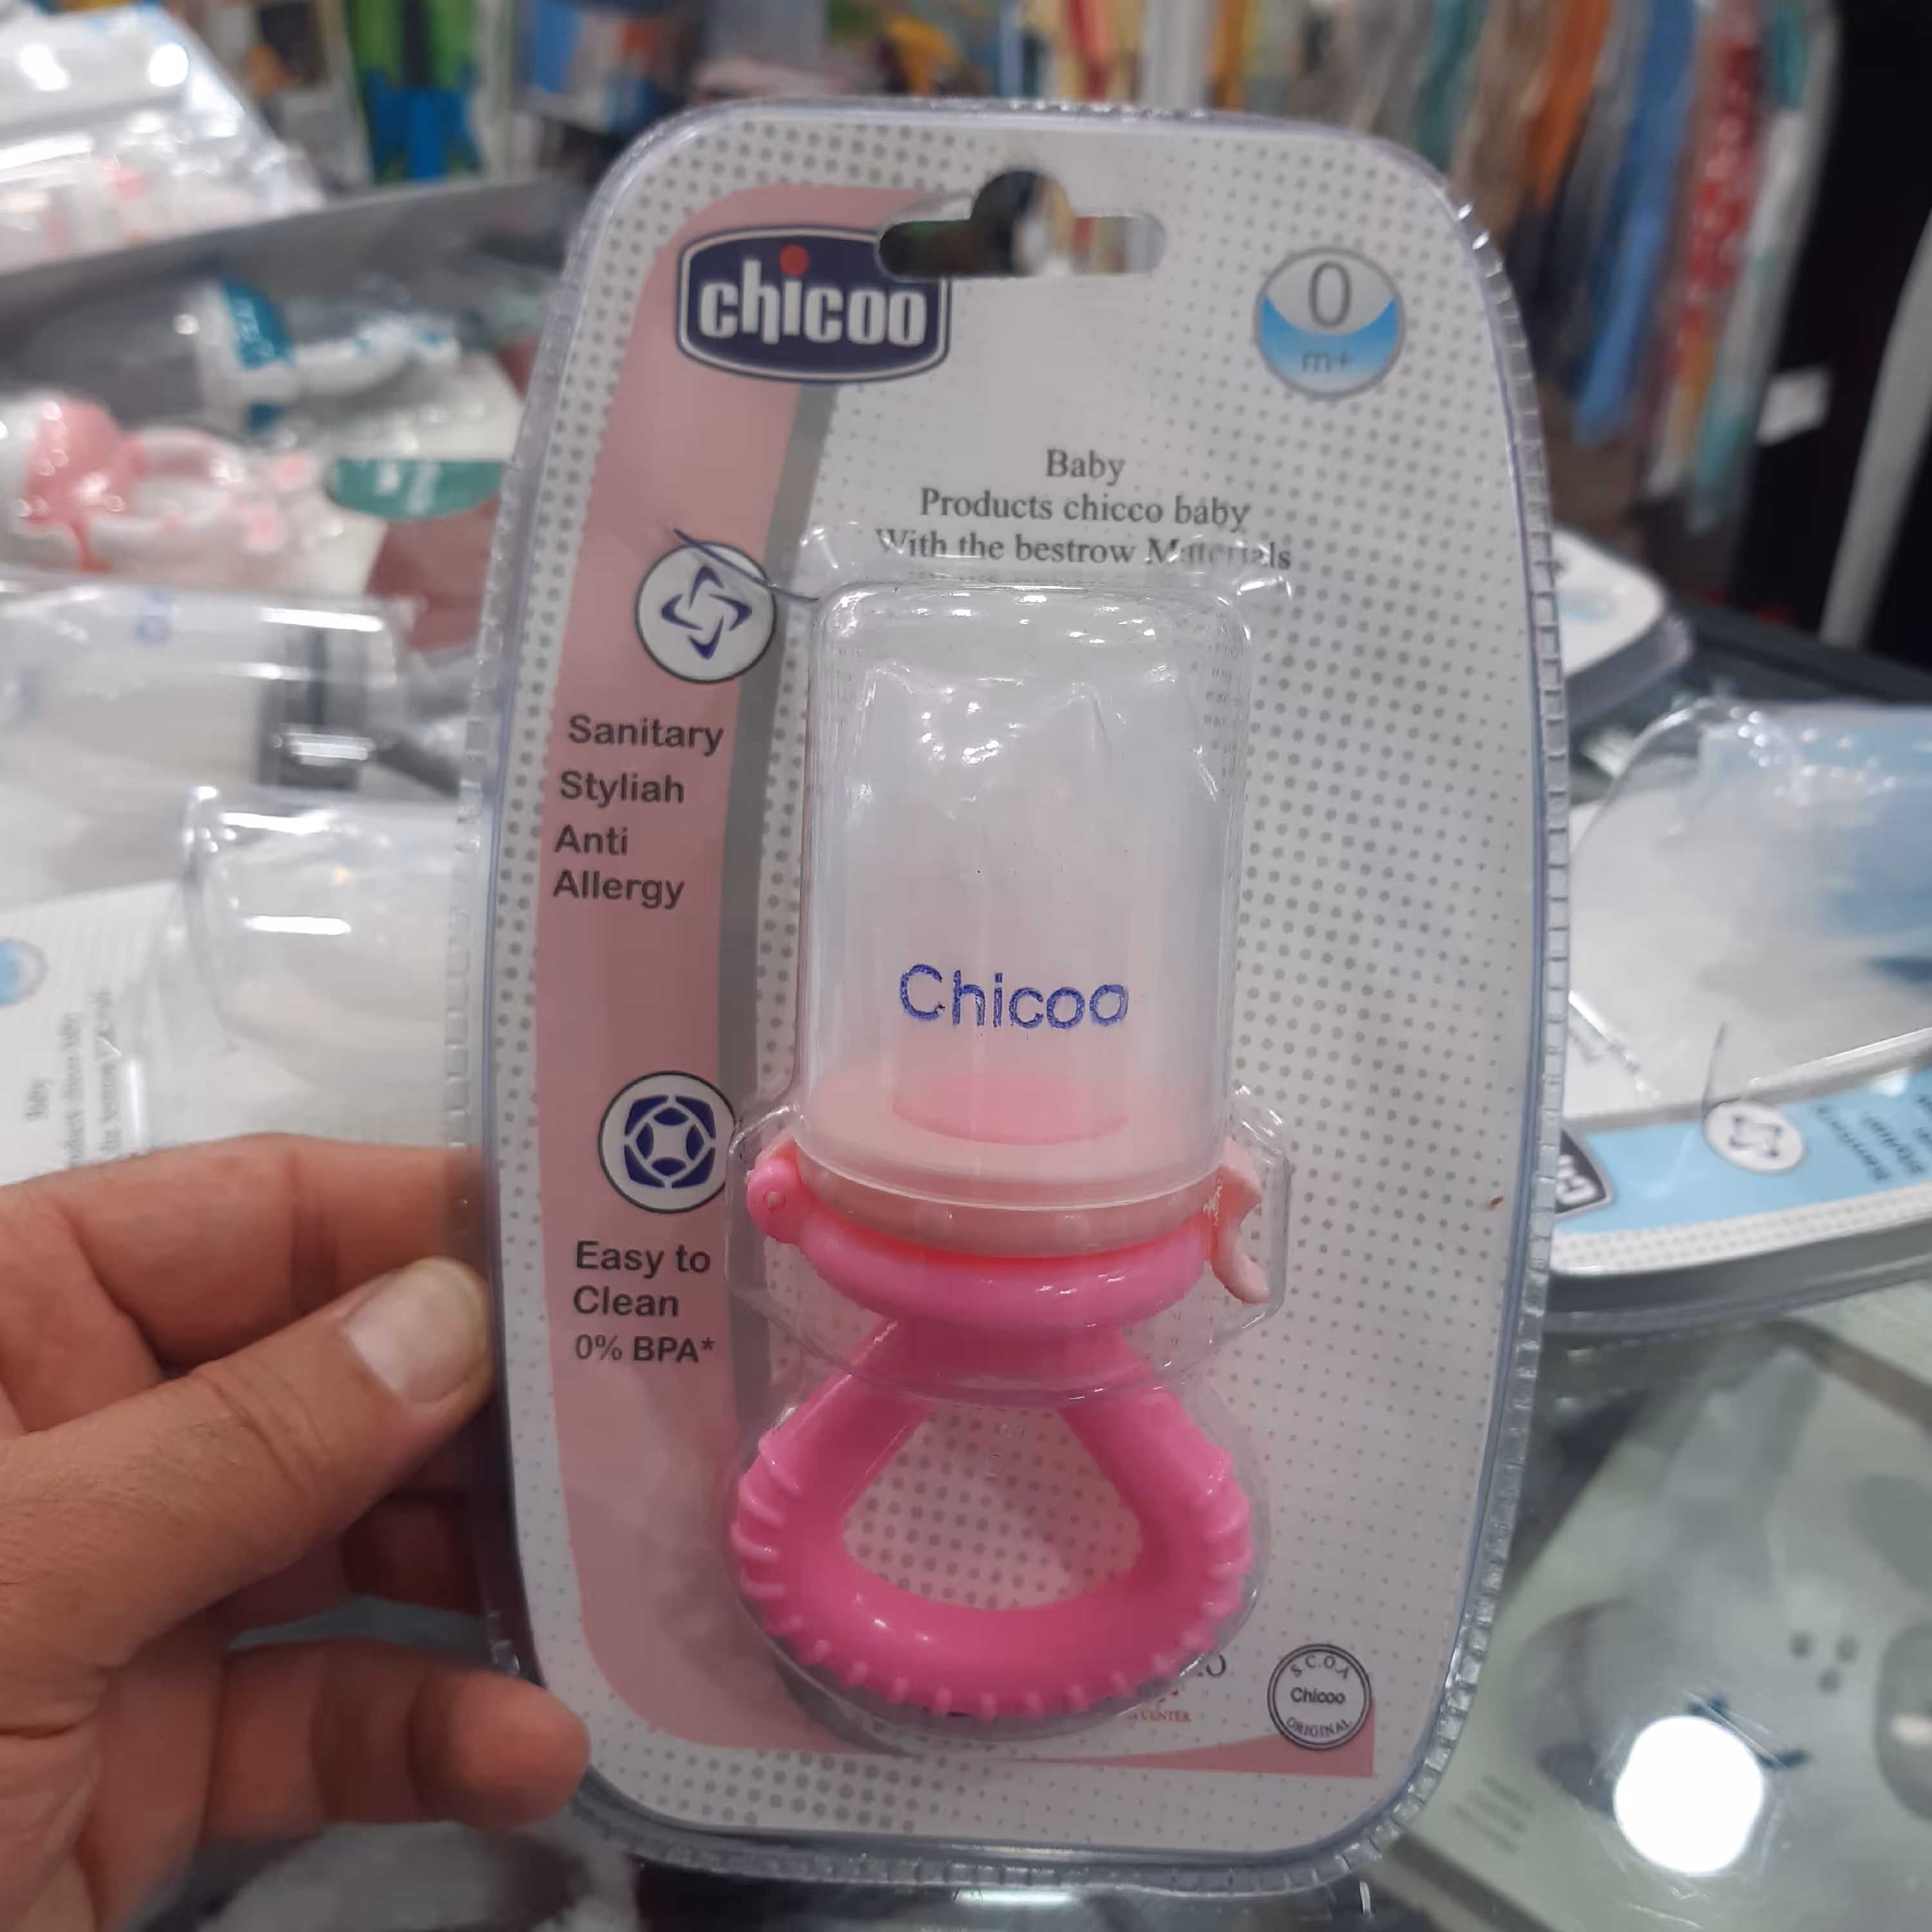 chicoo
0
m+
Baby
Products chicco baby
With the bestrow Materials
Sanitary
Styliah
Anti
Allergy
Chicoo
Easy to
Clean
0% BPA*
CENTER
S.C.O.A
Chicoo
ORIGINAL